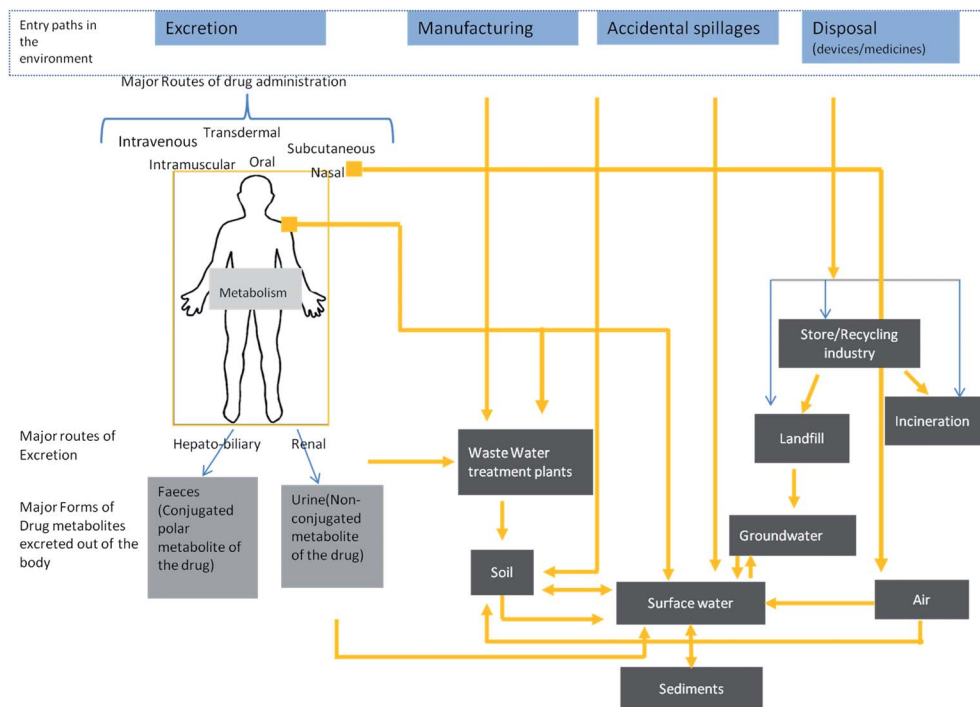 Entry paths in
the
environment
Excretion
Manufacturing
Accidental spillages
Disposal
(devices/medicines)
Major Routes of drug administration
Intravenous
Transdermal
Subcutaneous
Intramuscular
Oral
Nasal
Metabolism
Store/Recycling
industry
Landfill
Incineration
Major routes of
Excretion
Hepato-biliary
Renal
Waste Water
treatment plants
Major Forms of
Drug metabolites
excreted out of the
body
Faeces
(Conjugated
polar
metabolite of
the drug)
Urine(Non-
conjugated
metabolite
of the drug)
Groundwater
Soil
Surface water
Air
Sediments